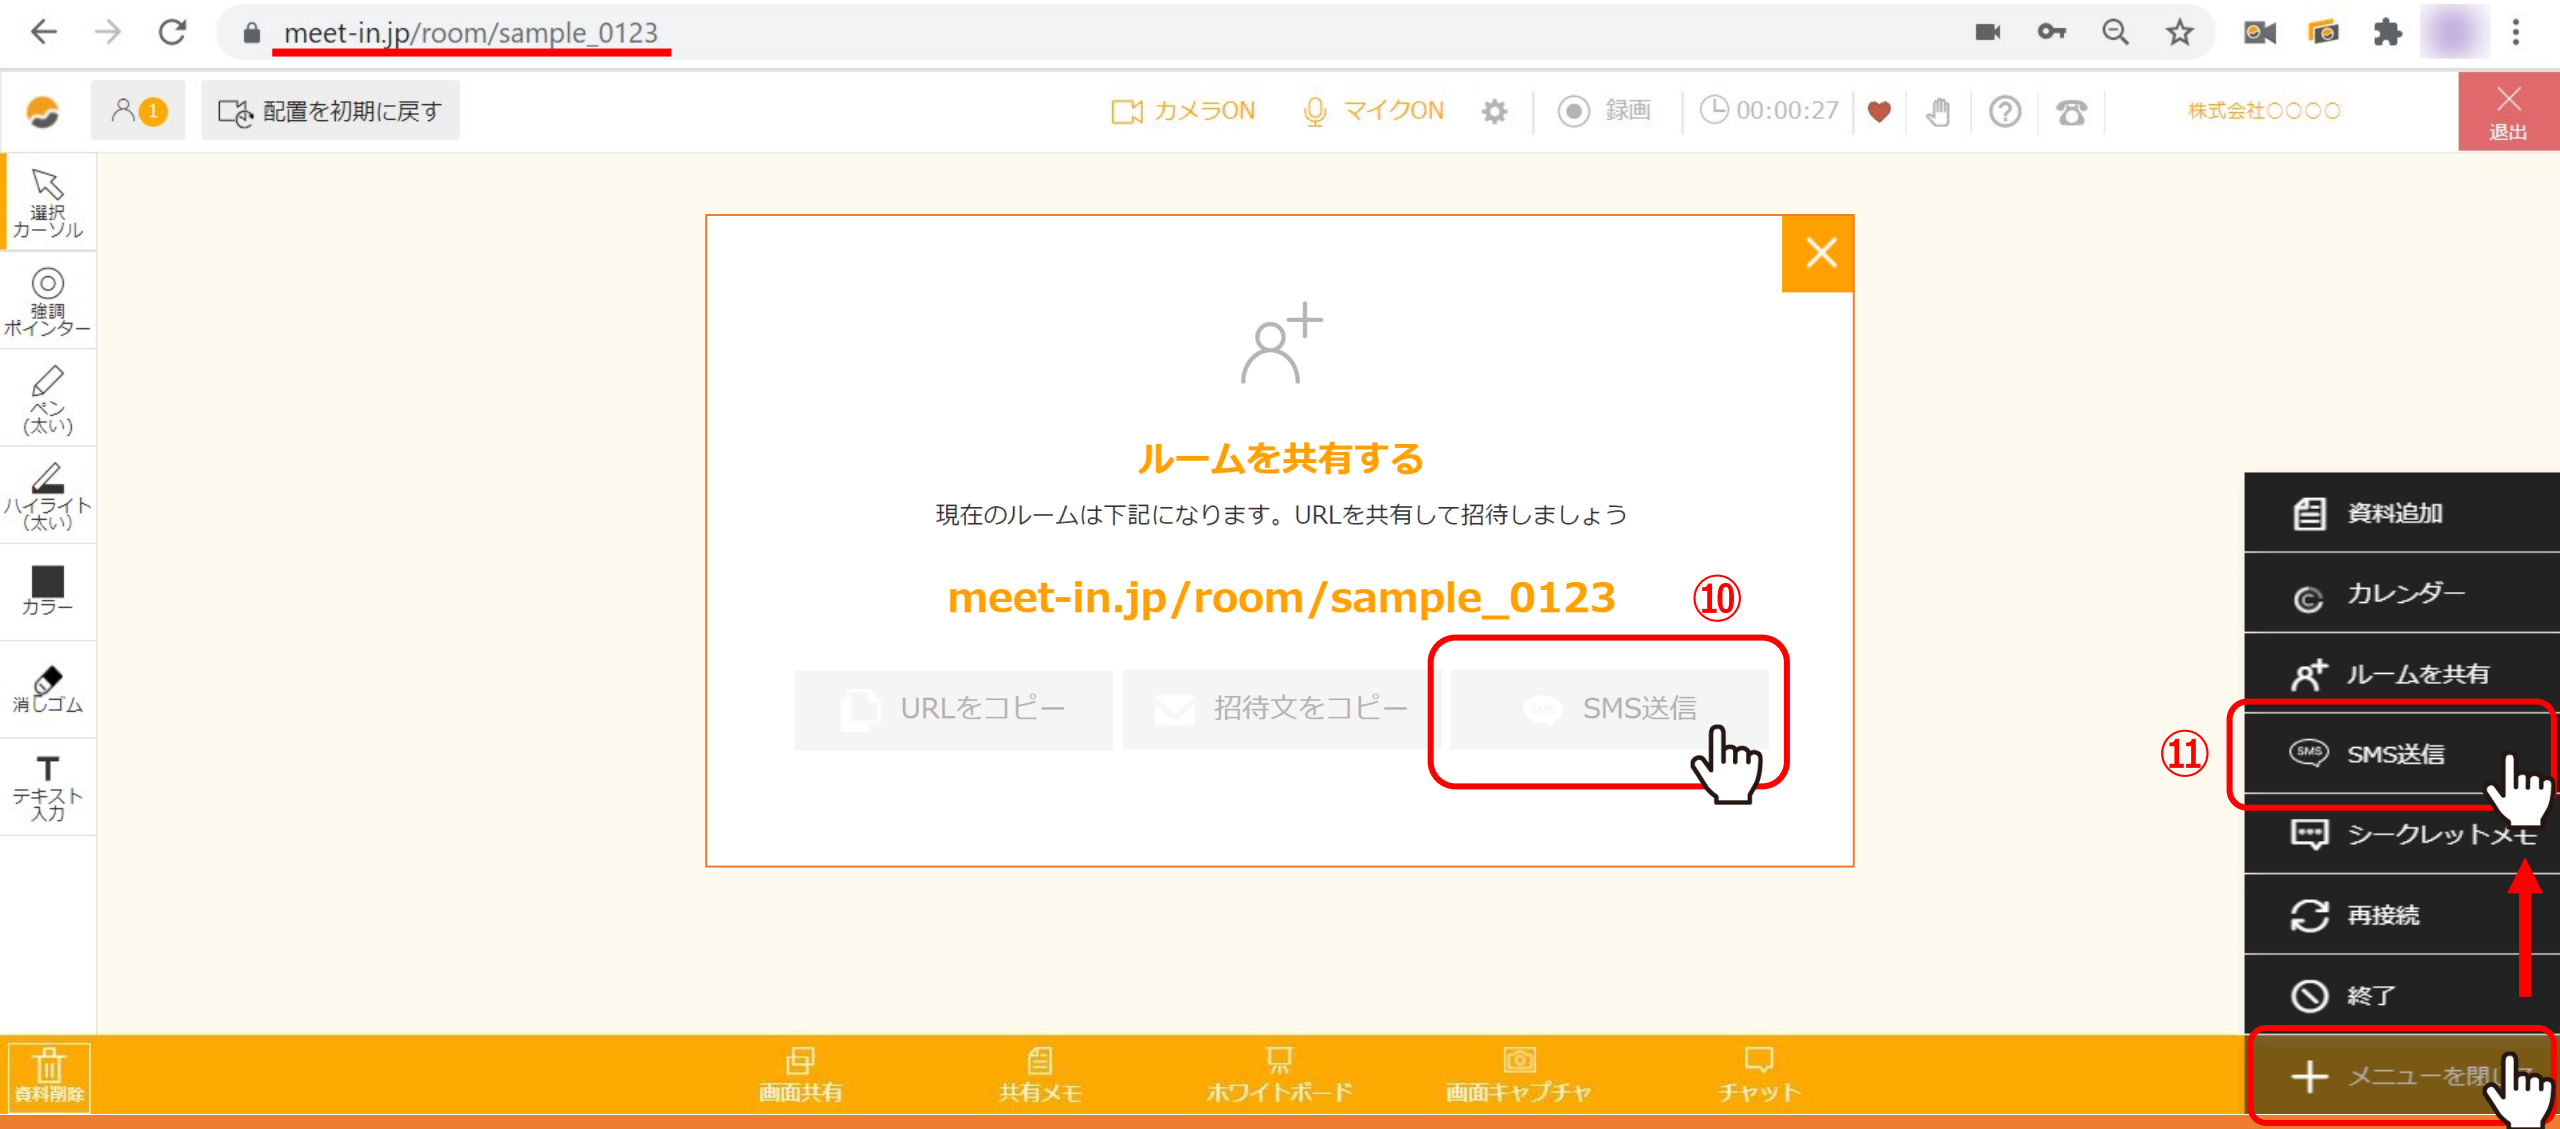 meet-in.jp/room/sample_0123
1
配置を初期に戻す
カメラON
マイクON
録画
00:00:27
株式会社○○○○
退出
選択
カーソル
強調
ポインター
ペン
(太い)
ハイライト
(太い)
カラー
消しゴム
T
テキスト
入力
ルームを共有する
現在のルームは下記になります。URLを共有して招待しましょう
meet-in.jp/room/sample_0123
⑩
URLをコピー
招待文をコピー
SMS SMS送信
資料追加
カレンダー
ルームを共有
⑪
SMS SMS送信
シークレットメモ
再接続
終了
メニューを閉
資料削除
画面共有
共有メモ
ホワイトボード
画面キャプチャ
チャット